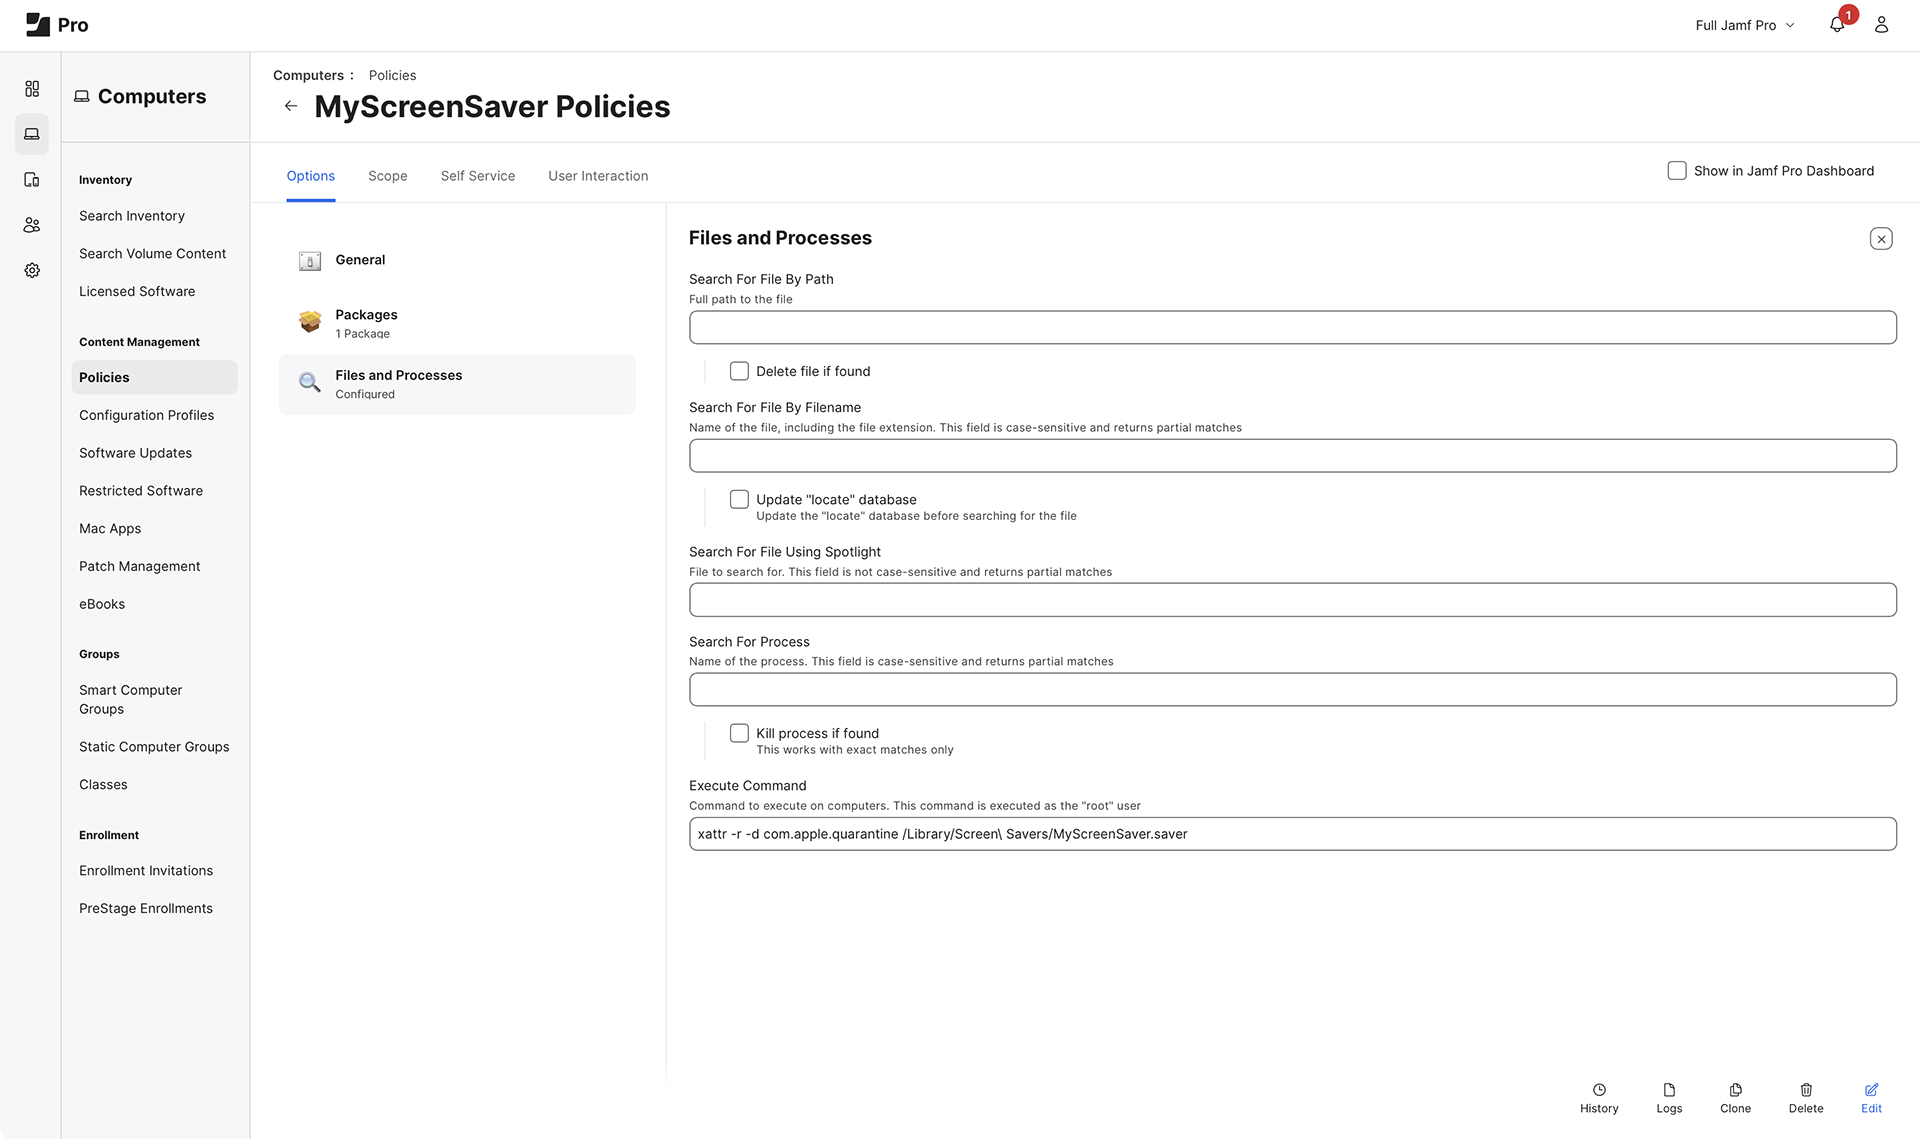 Pro
Full Jamf Pro
1
Computers
Inventory
Search Inventory
Search Volume Content
Licensed Software
Content Management
Policies
Configuration Profiles
Software Updates
Restricted Software
Mac Apps
Patch Management
eBooks
Groups
Smart Computer
Groups
Static Computer Groups
Classes
Enrollment
Enrollment Invitations
PreStage Enrollments
Computers : Policies
MyScreenSaver Policies
Options Scope Self Service User Interaction
Show in Jamf Pro Dashboard
General
Packages
1 Package
Files and Processes
Configured
Files and Processes
Search For File By Path
Full path to the file
Delete file if found
Search For File By Filename
Name of the file, including the file extension. This field is case-sensitive and returns partial matches
Update "locate" database
Update the "locate" database before searching for the file
Search For File Using Spotlight
File to search for. This field is not case-sensitive and returns partial matches
Search For Process
Name of the process. This field is case-sensitive and returns partial matches
Kill process if found
This works with exact matches only
Execute Command
Command to execute on computers. This command is executed as the "root" user
xattr -r -d com.apple.quarantine /Library/Screen\ Savers/MyScreenSaver.saver
History Logs Clone Delete Edit